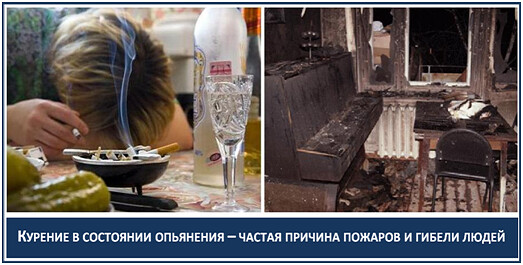 КУРЕНИЕ В СОСТОЯНИИ ОПЬЯНЕНИЯ – ЧАСТАЯ ПРИЧИНА ПОЖАРОВ И ГИБЕЛИ ЛЮДЕЙ